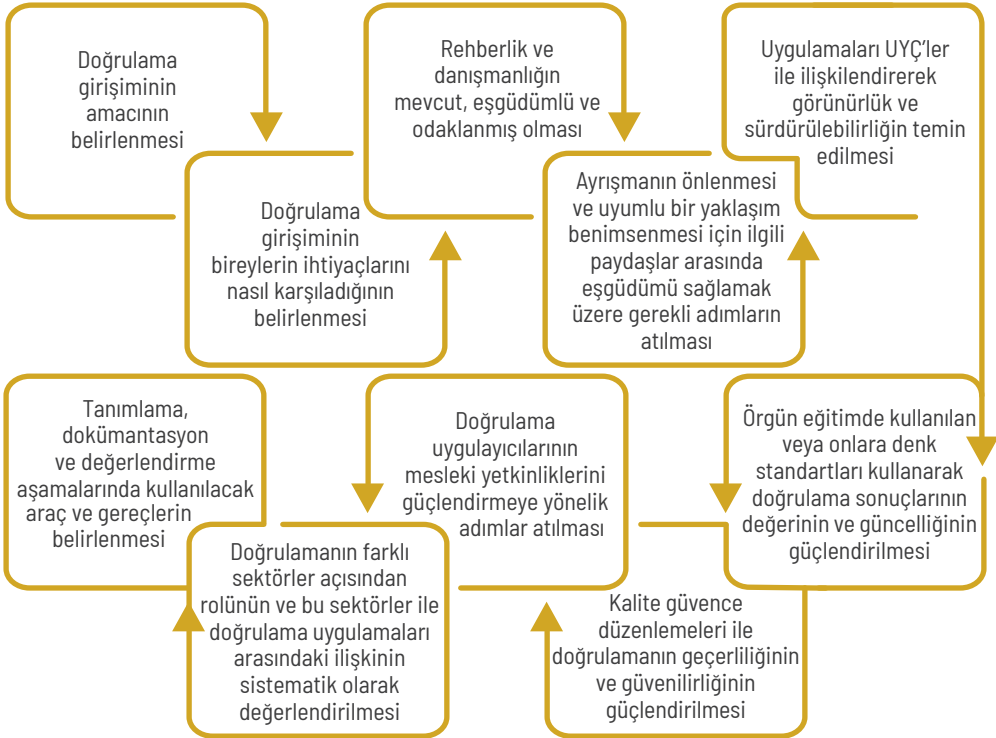 Doğrulama
girişiminin
amacının
belirlenmesi
Doğrulama
girişiminin
bireylerin ihtiyaçlarını
nasıl karşıladığının
belirlenmesi
Rehberlik ve
danışmanlığın
mevcut, eşgüdümlü ve
odaklanmış olması
Ayrışmanın önlenmesi
ve uyumlu bir yaklaşım
benimsenmesi için ilgili
paydaşlar arasında
eşgüdümü sağlamak
üzere gerekli adımların
atılması
Uygulamaları UYÇ’ler
ile ilişkilendirerek
görünürlük ve
sürdürülebilirliğin temin
edilmesi
Örgün eğitimde kullanılan
veya onlara denk
standartları kullanarak
doğrulama sonuçlarının
değerinin ve güncelliğinin
güçlendirilmesi
Kalite güvence
düzenlemeleri ile
doğrulamanın geçerliliğinin
ve güvenilirliğinin
güçlendirilmesi
Doğrulama
uygulayıcılarının
mesleki yetkinliklerini
güçlendirmeye yönelik
adımlar atılması
Doğrulamanın farklı
sektörler açısından
rolünün ve bu sektörler ile
doğrulama uygulamaları
arasındaki ilişkinin
sistematik olarak
değerlendirilmesi
Tanımlama,
dokümantasyon
ve değerlendirme
aşamalarında kullanılacak
araç ve gereçlerin
belirlenmesi